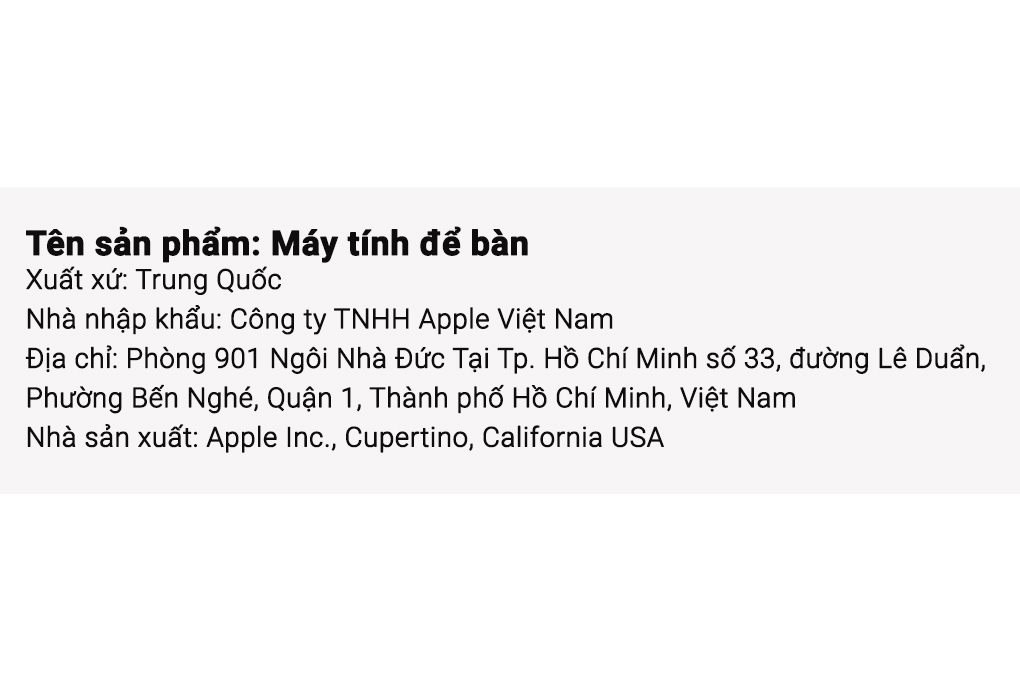 Tên sản phẩm: Máy tính để bàn
Xuất xứ: Trung Quốc
Nhà nhập khẩu: Công ty TNHH Apple Việt Nam
Địa chỉ: Phòng 901 Ngôi Nhà Đức Tại Tp. Hồ Chí Minh số 33, đường Lê Duẩn,
Phường Bến Nghé, Quận 1, Thành phố Hồ Chí Minh, Việt Nam
Nhà sản xuất: Apple Inc., Cupertino, California USA